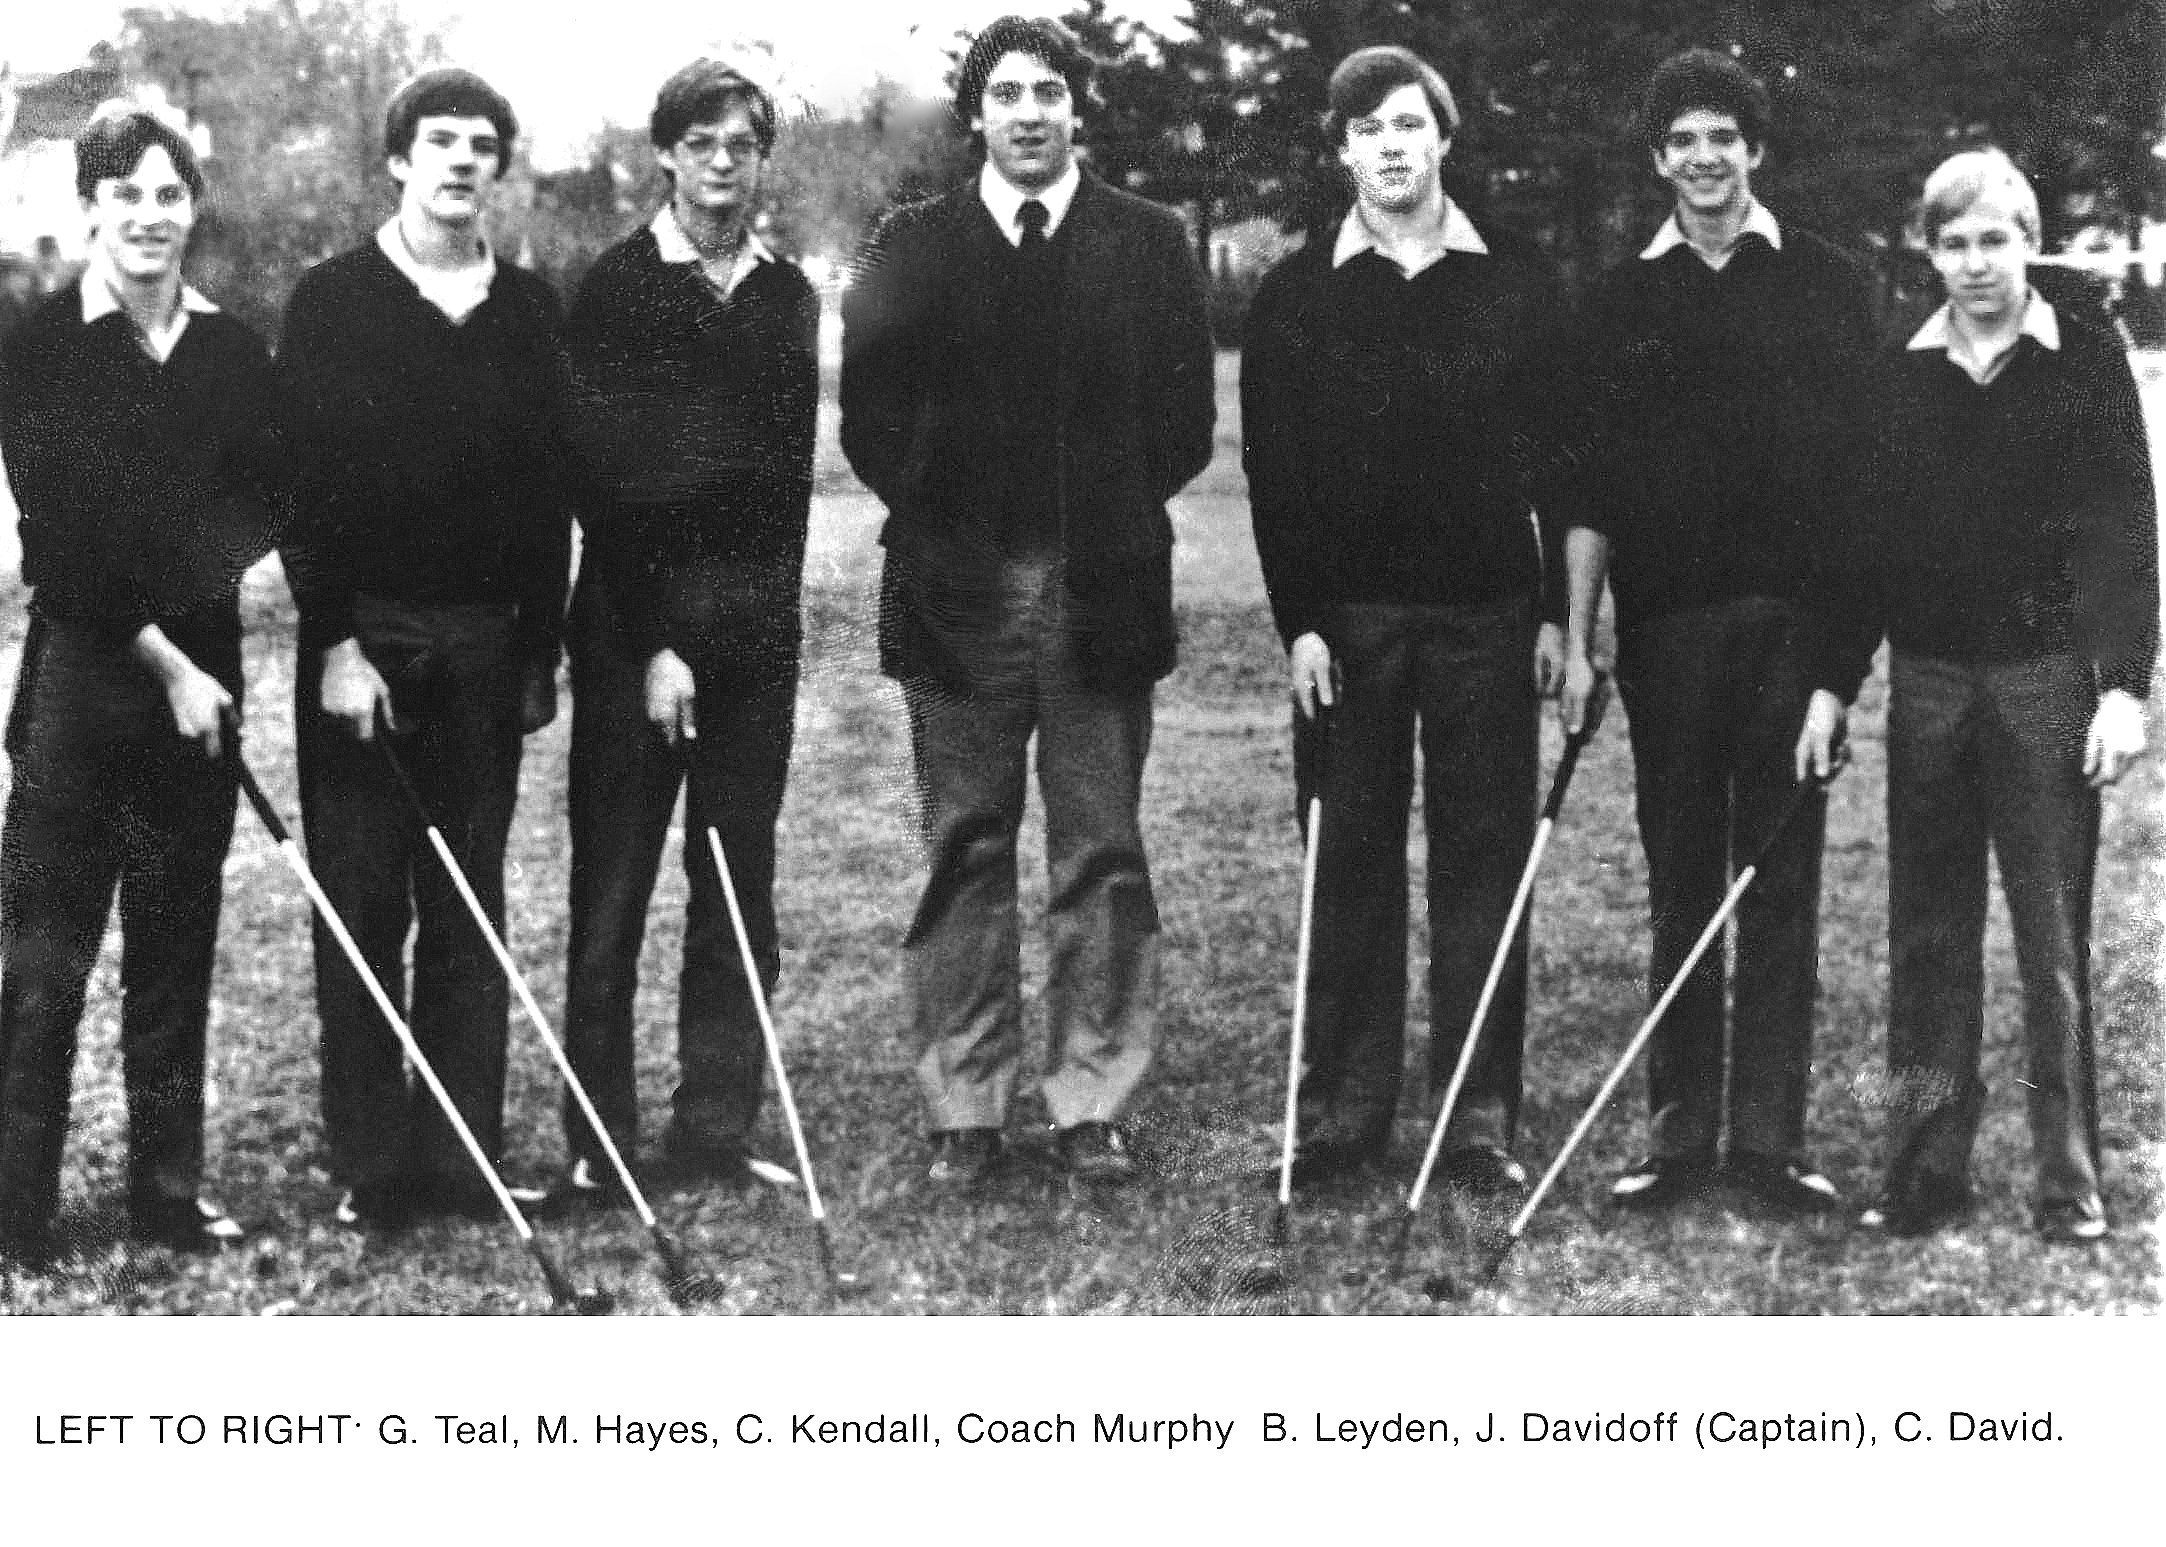 LEFT TO RIGHT· G. Teal, M. Hayes, C. Kendall, Coach Murphy B. Leyden, J. Davidoff (Captain), C. David.